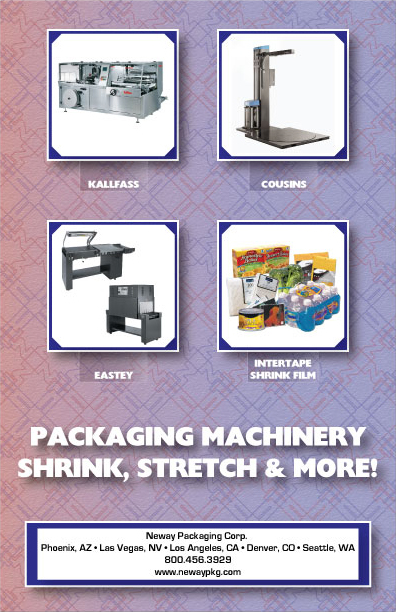 KALLFASS
COUSINS
EASTEY
INTERTAPE
SHRINK FILM
PACKAGING MACHINERY
SHRINK, STRETCH & MORE!
Neway Packaging Corp.
Phoenix, AZ • Las Vegas, NV • Los Angeles, CA • Denver, CO • Seattle, WA
800.456.3929
www.newaypkg.com